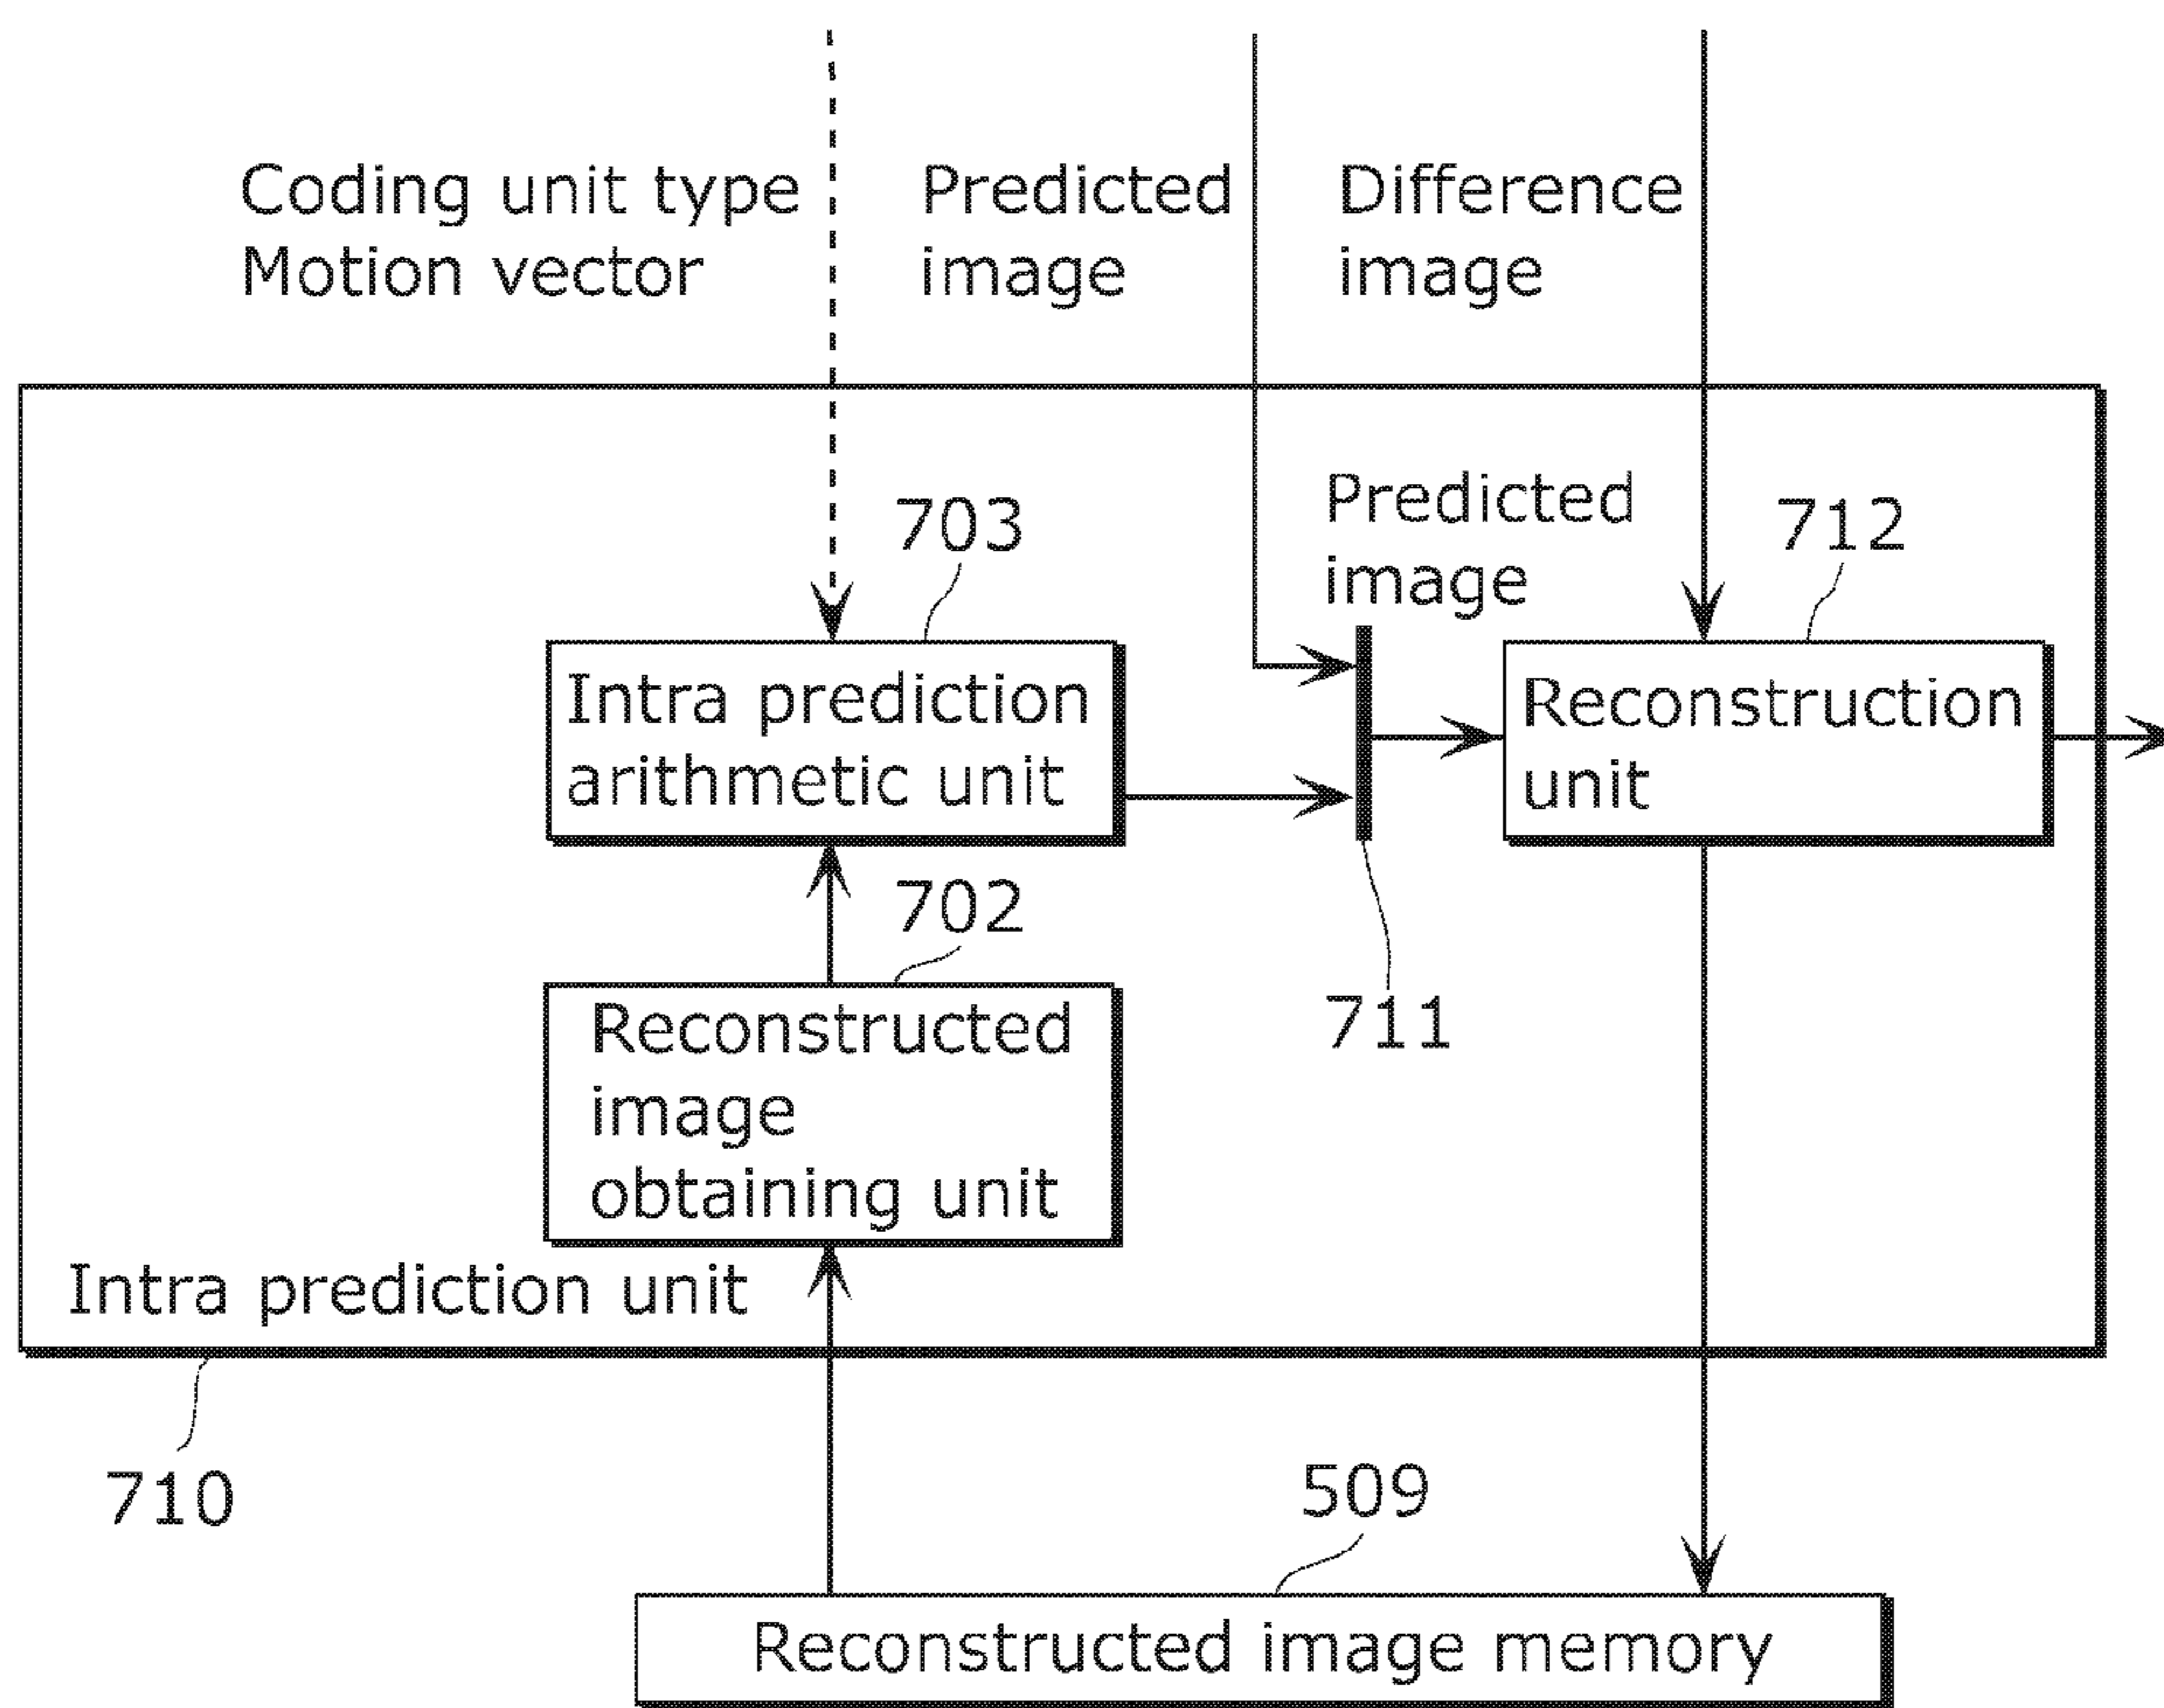 Coding unit type
Motion vector
Predicted
image
Difference
image
703
Predicted
image
712
Intra prediction
arithmetic unit
Reconstruction
unit
702
711
Reconstructed
image
obtaining unit
Intra prediction unit
710
509
Reconstructed image memory